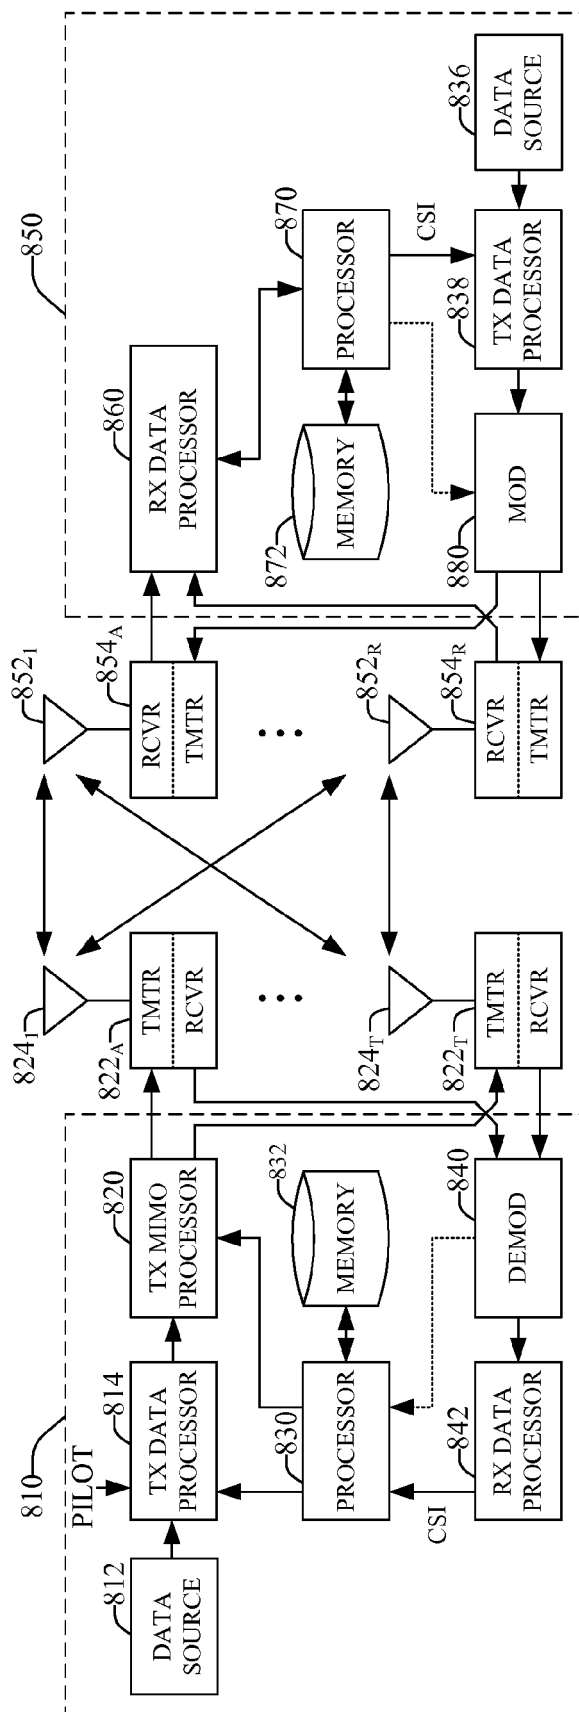 810
PILOT
812
DATA
SOURCE
814
TX DATA
PROCESSOR
820
TX MIMO
PROCESSOR
830
PROCESSOR
832
MEMORY
CSI
842
RX DATA
PROCESSOR
840
DEMOD
824₁
822A
TMTR
RCVR
824T
822T
TMTR
RCVR
852₁
854A
RCVR
TMTR
852R
854R
RCVR
TMTR
850
860
RX DATA
PROCESSOR
872
MEMORY
870
PROCESSOR
CSI
880
MOD
838
TX DATA
PROCESSOR
836
DATA
SOURCE